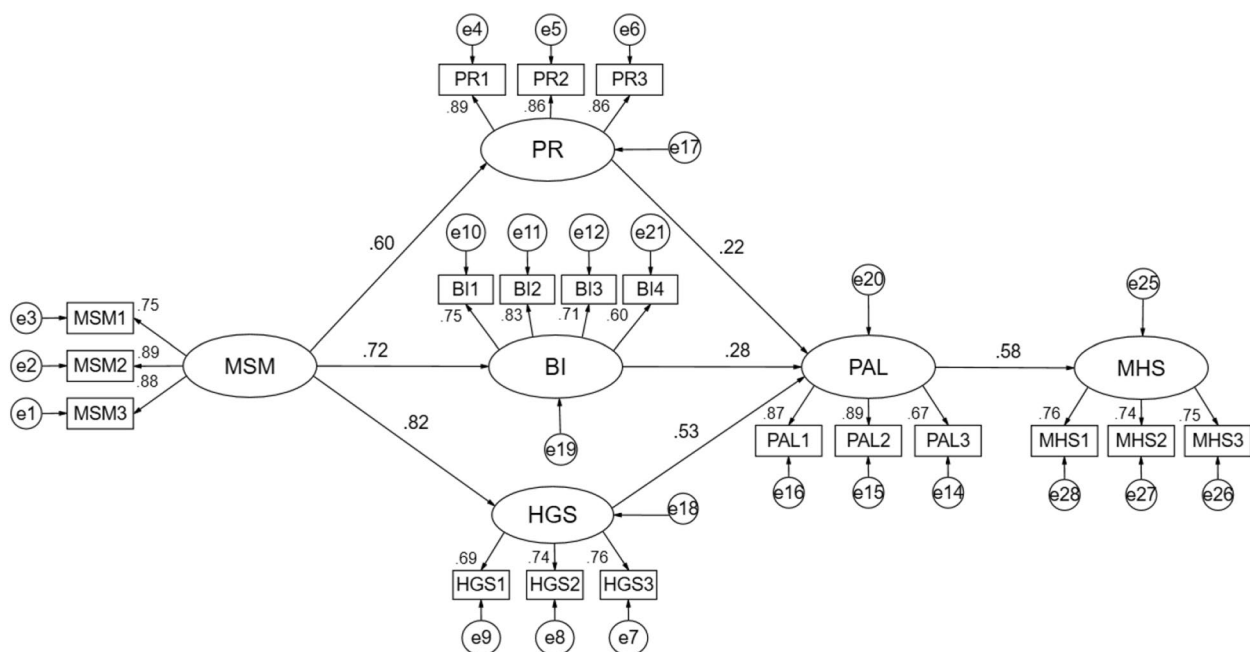 e4 e5 e6
PR1 PR2 PR3
.89 .86 .86
PR e17
.60 .22
e10 e11 e12 e21
BI1 BI2 BI3 BI4
.75 .83 .71 .60
e20 e25
e3 MSM1 .75
e2 MSM2 .89
e1 MSM3 .88
MSM .72 BI .28 PAL .58 MHS
.82 .53
e19
.87 .89 .67 .76 .74 .75
PAL1 PAL2 PAL3 MHS1 MHS2 MHS3
e16 e15 e14 e28 e27 e26
HGS e18
.69 .74 .76
HGS1 HGS2 HGS3
e9 e8 e7